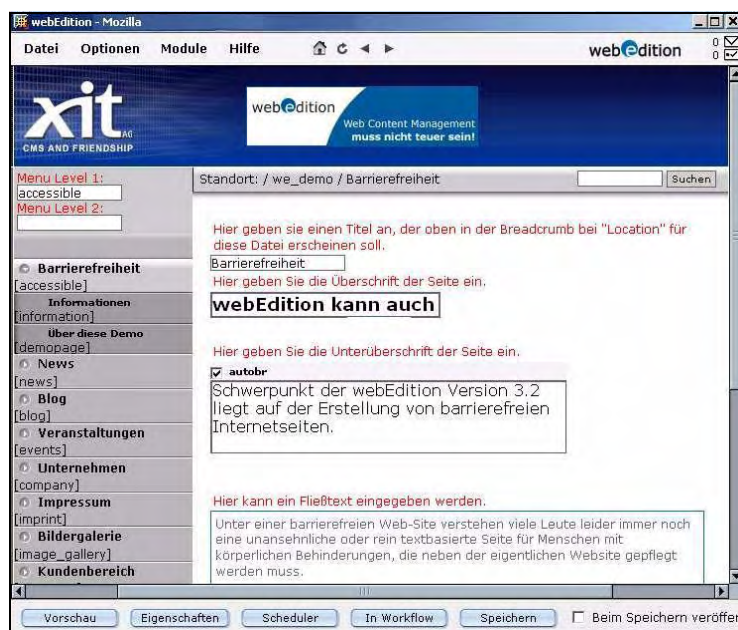 webEdition - Mozilla
Datei Optionen Module Hilfe
webedition
0
0
xit AG
CMS AND FRIENDSHIP
webedition
Web Content Management
muss nicht teuer sein!
Menu Level 1:
accessible
Menu Level 2:
Standort: / we_demo / Barrierefreiheit
Suchen
Barrierefreiheit
[accessible]
Informationen
[information]
Über diese Demo
[demopage]
News
[news]
Blog
[blog]
Veranstaltungen
[events]
Unternehmen
[company]
Impressum
[imprint]
Bildergalerie
[image_gallery]
Kundenbereich
Hier geben sie einen Titel an, der oben in der Breadcrumb bei "Location" für
diese Datei erscheinen soll.
Barrierefreiheit
Hier geben Sie die Überschrift der Seite ein.
webEdition kann auch
Hier geben Sie die Unterüberschrift der Seite ein.
autobr
Schwerpunkt der webEdition Version 3.2
liegt auf der Erstellung von barrierefreien
Internetseiten.
Hier kann ein Fließtext eingegeben werden.
Unter einer barrierefreien Web-Site verstehen viele Leute leider immer noch
eine unansehnliche oder rein textbasierte Seite für Menschen mit
körperlichen Behinderungen, die neben der eigentlichen Website gepflegt
werden muss.
Vorschau Eigenschaften Scheduler In Workflow Speichern Beim Speichern veröffer